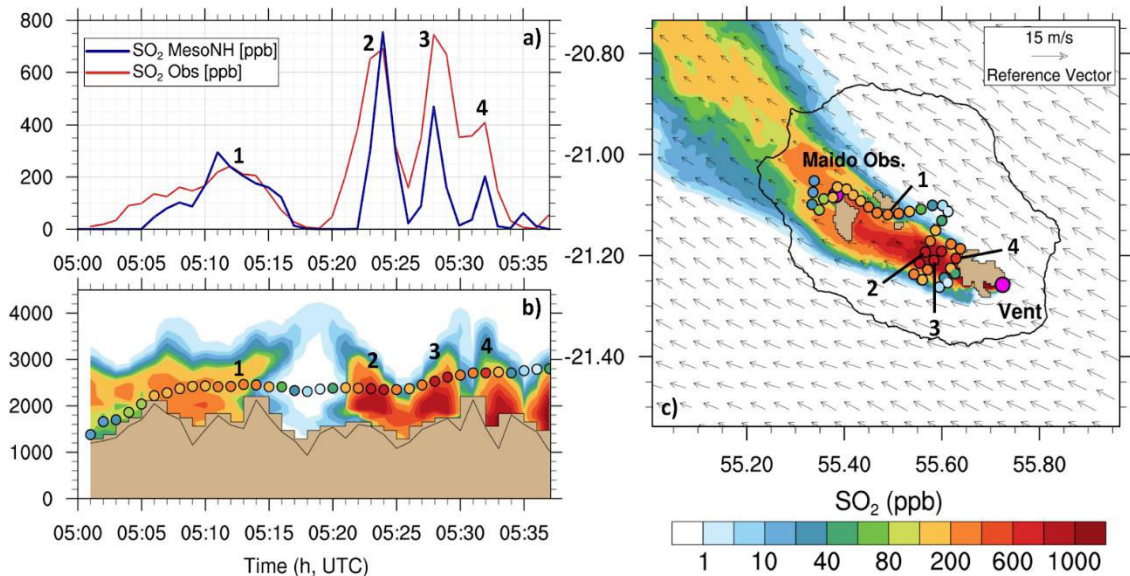 800
600
400
200
0
SO₂ MesoNH [ppb]
SO₂ Obs [ppb]
a)
1
2
3
4
05:00 05:05 05:10 05:15 05:20 05:25 05:30 05:35
4000
3000
2000
1000
0
b)
1
2
3
4
05:00 05:05 05:10 05:15 05:20 05:25 05:30 05:35
Time (h, UTC)
-20.80
-21.00
-21.20
-21.40
15 m/s
Reference Vector
Maido Obs.
1
4
2
3
Vent
c)
55.20 55.40 55.60 55.80
SO₂ (ppb)
1 10 40 80 200 600 1000